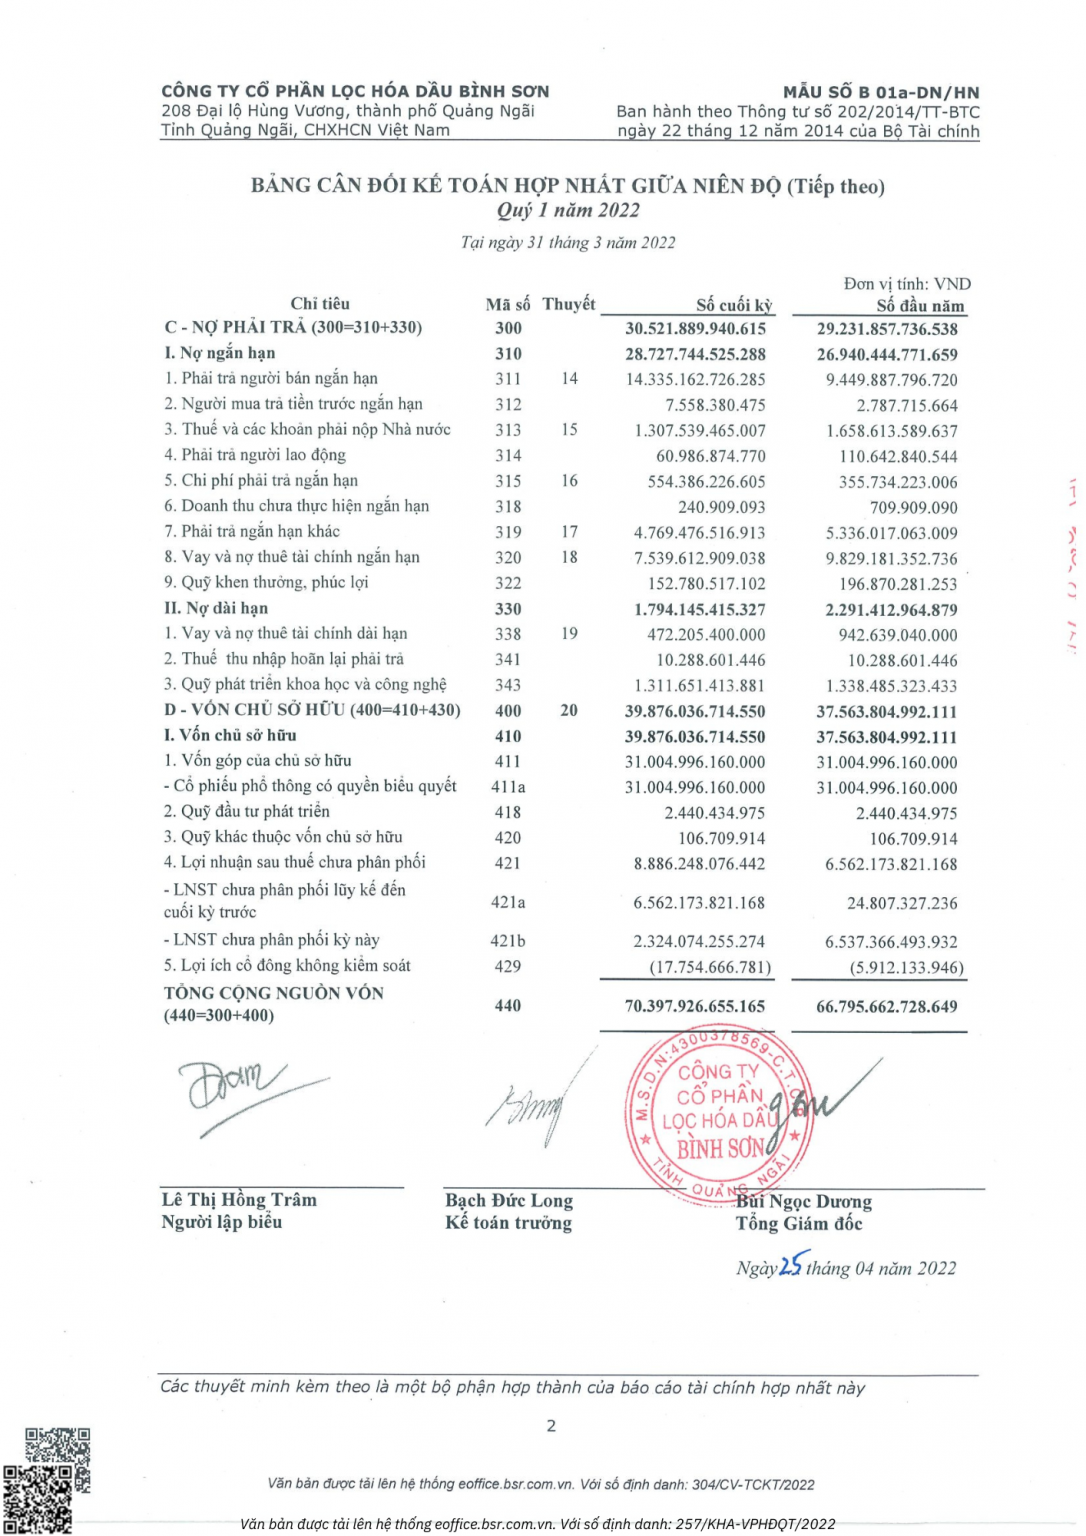 CÔNG TY CỔ PHẦN LỌC HÓA DẦU BÌNH SƠN
208 Đại lộ Hùng Vương, thành phố Quảng Ngãi
Tỉnh Quảng Ngãi, CHXHCN Việt Nam
MẪU SỐ B 01a-DN/HN
Ban hành theo Thông tư số 202/2014/TT-BTC
ngày 22 tháng 12 năm 2014 của Bộ Tài chính
BẢNG CÂN ĐỐI KẾ TOÁN HỢP NHẤT GIỮA NIÊN ĐỘ (Tiếp theo)
Quý 1 năm 2022
Tại ngày 31 tháng 3 năm 2022
Đơn vị tính: VND
Chỉ tiêu Mã số Thuyết Số cuối kỳ Số đầu năm
C - NỢ PHẢI TRẢ (300=310+330) 300 30.521.889.940.615 29.231.857.736.538
I. Nợ ngắn hạn 310 28.727.744.525.288 26.940.444.771.659
1. Phải trả người bán ngắn hạn 311 14 14.335.162.726.285 9.449.887.796.720
2. Người mua trả tiền trước ngắn hạn 312 7.558.380.475 2.787.715.664
3. Thuế và các khoản phải nộp Nhà nước 313 15 1.307.539.465.007 1.658.613.589.637
4. Phải trả người lao động 314 60.986.874.770 110.642.840.544
5. Chi phí phải trả ngắn hạn 315 16 554.386.226.605 355.734.223.006
6. Doanh thu chưa thực hiện ngắn hạn 318 240.909.093 709.909.090
7. Phải trả ngắn hạn khác 319 17 4.769.476.516.913 5.336.017.063.009
8. Vay và nợ thuê tài chính ngắn hạn 320 18 7.539.612.909.038 9.829.181.352.736
9. Quỹ khen thưởng, phúc lợi 322 152.780.517.102 196.870.281.253
II. Nợ dài hạn 330 1.794.145.415.327 2.291.412.964.879
1. Vay và nợ thuê tài chính dài hạn 338 19 472.205.400.000 942.639.040.000
2. Thuế thu nhập hoãn lại phải trả 341 10.288.601.446 10.288.601.446
3. Quỹ phát triển khoa học và công nghệ 343 1.311.651.413.881 1.338.485.323.433
D - VỐN CHỦ SỞ HỮU (400=410+430) 400 20 39.876.036.714.550 37.563.804.992.111
I. Vốn chủ sở hữu 410 39.876.036.714.550 37.563.804.992.111
1. Vốn góp của chủ sở hữu 411 31.004.996.160.000 31.004.996.160.000
- Cổ phiếu phổ thông có quyền biểu quyết 411a 31.004.996.160.000 31.004.996.160.000
2. Quỹ đầu tư phát triển 418 2.440.434.975 2.440.434.975
3. Quỹ khác thuộc vốn chủ sở hữu 420 106.709.914 106.709.914
4. Lợi nhuận sau thuế chưa phân phối 421 8.886.248.076.442 6.562.173.821.168
- LNST chưa phân phối lũy kế đến
cuối kỳ trước 421a 6.562.173.821.168 24.807.327.236
- LNST chưa phân phối kỳ này 421b 2.324.074.255.274 6.537.366.493.932
5. Lợi ích cổ đông không kiểm soát 429 (17.754.666.781) (5.912.133.946)
TỔNG CỘNG NGUỒN VỐN
(440=300+400) 440 70.397.926.655.165 66.795.662.728.649
M.S.D.N:4300378569-C.T.C.P
CÔNG TY
CỔ PHẦN
LỌC HÓA DẦU
BÌNH SƠN
★ TỈNH QUẢNG NGÃI ★
Lê Thị Hồng Trâm
Người lập biểu
Bạch Đức Long
Kế toán trưởng
Bùi Ngọc Dương
Tổng Giám đốc
Ngày 25 tháng 04 năm 2022
Các thuyết minh kèm theo là một bộ phận hợp thành của báo cáo tài chính hợp nhất này
2
Văn bản được tải lên hệ thống eoffice.bsr.com.vn. Với số định danh: 304/CV-TCKT/2022
Văn bản được tải lên hệ thống eoffice.bsr.com.vn. Với số định danh: 257/KHA-VPHĐQT/2022